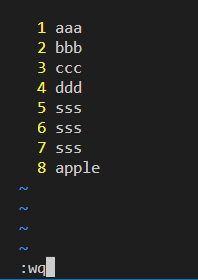 1 aaa
2 bbb
3 ccc
4 ddd
5 sss
6 sss
7 sss
8 apple
~
~
~
~
:wq